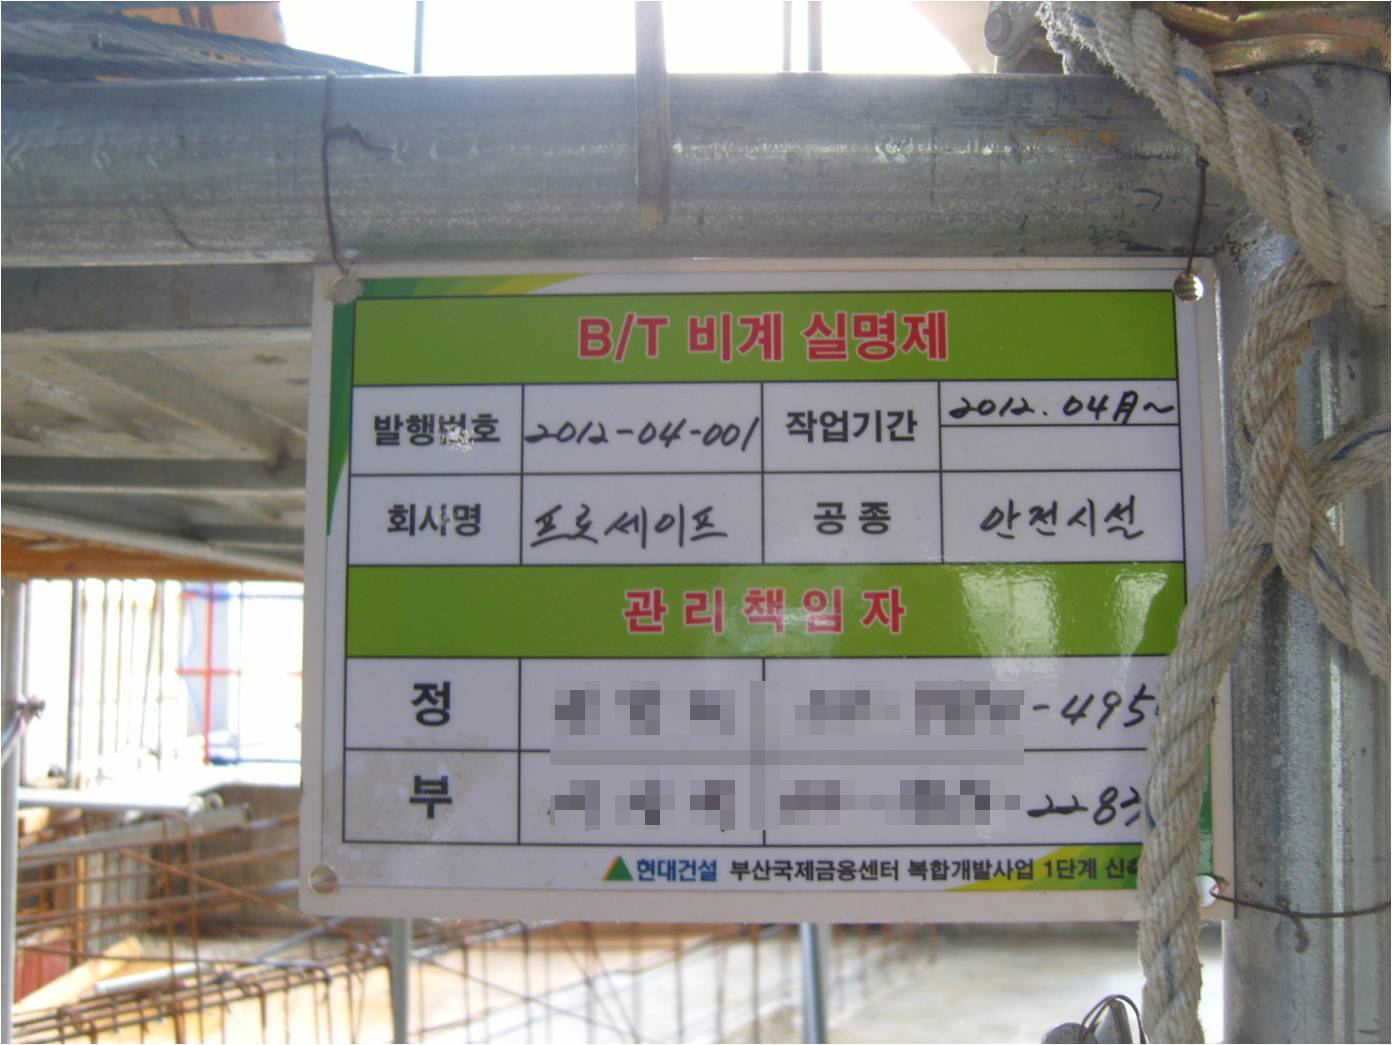 B/T 비계 실명제
발행번호 2012-04-001 작업기간 2012.04月~
회사명 프로세이프 공종 안전시설
관리책임자
정 -495
부 -228
현대건설 부산국제금융센터 복합개발사업 1단계